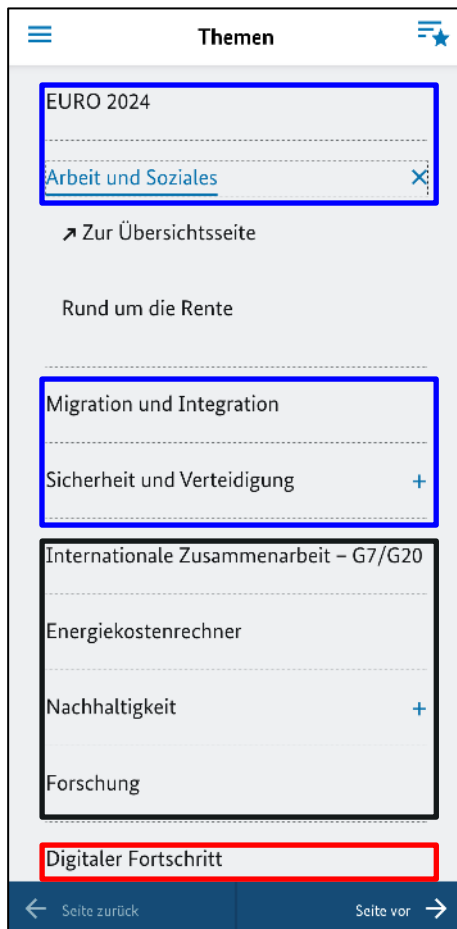 Themen
EURO 2024
Arbeit und Soziales
Zur Übersichtsseite
Rund um die Rente
Migration und Integration
Sicherheit und Verteidigung +
Internationale Zusammenarbeit – G7/G20
Energiekostenrechner
Nachhaltigkeit +
Forschung
Digitaler Fortschritt
Seite zurück Seite vor